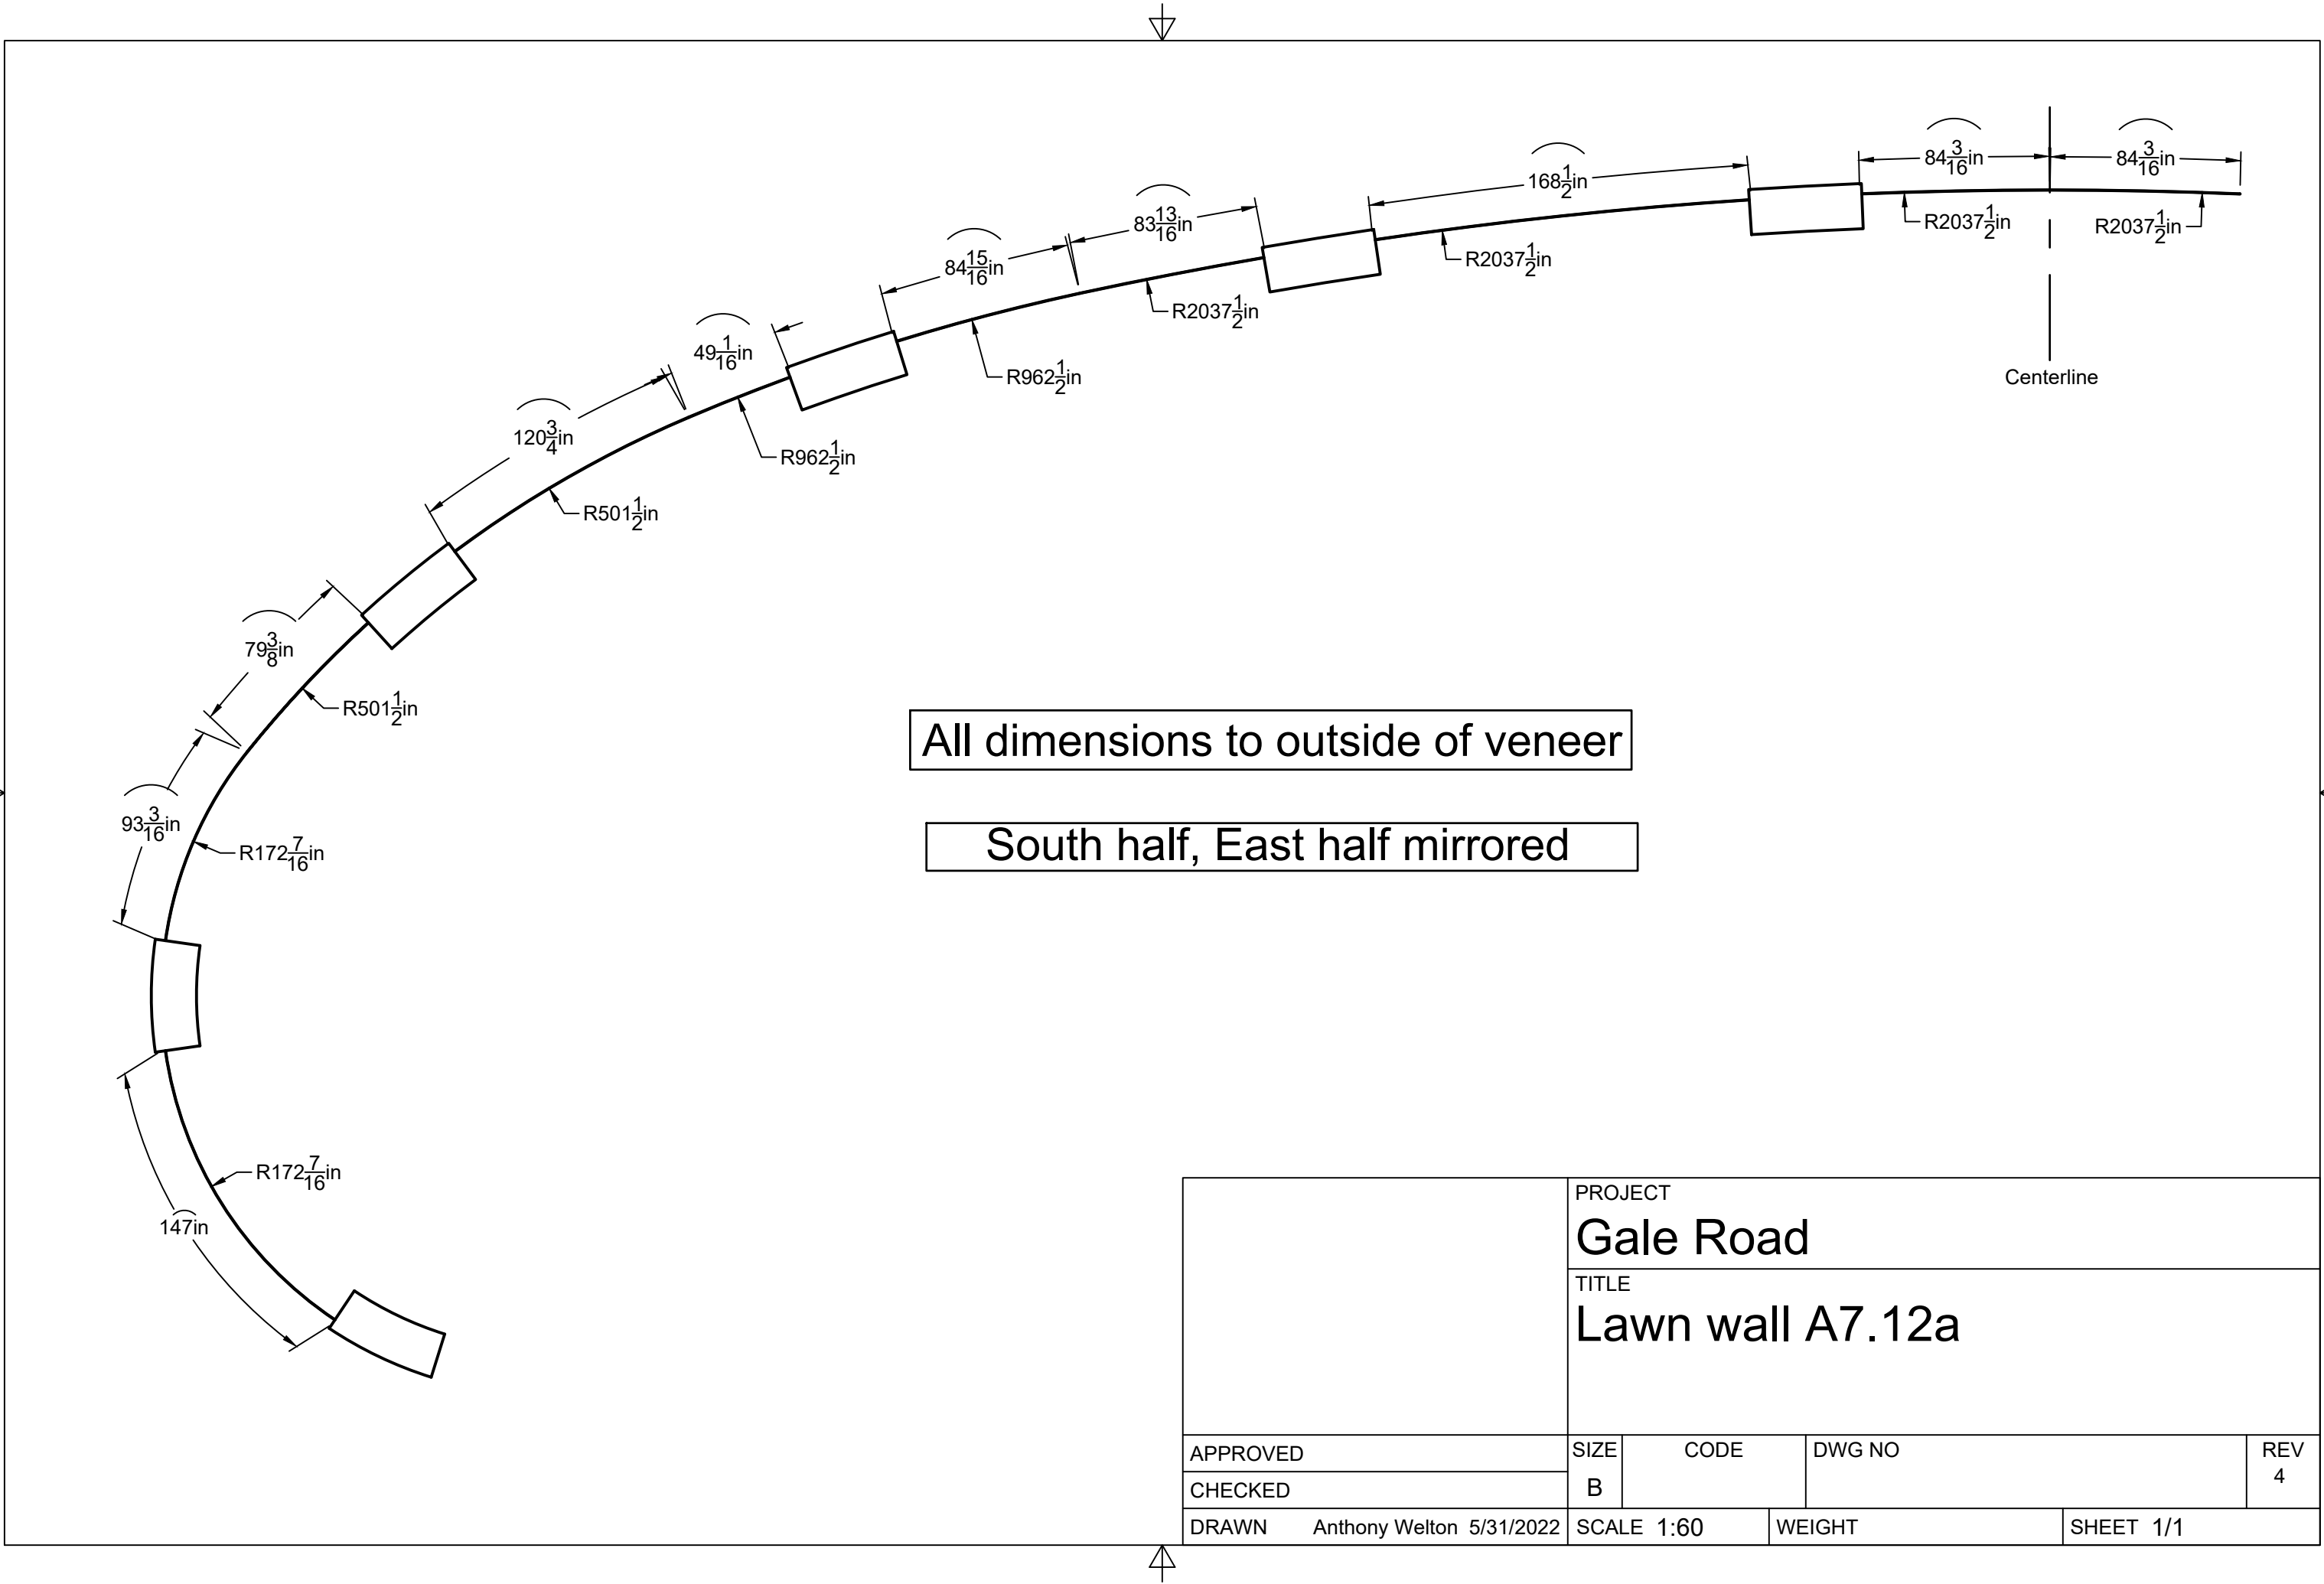 84 3/16in
84 3/16in
168 1/2in
83 13/16in
84 15/16in
49 1/16in
120 3/4in
79 3/8in
93 3/16in
147in
R2037 1/2in
R2037 1/2in
R2037 1/2in
R2037 1/2in
R962 1/2in
R962 1/2in
R501 1/2in
R501 1/2in
R172 7/16in
R172 7/16in
Centerline
All dimensions to outside of veneer
South half, East half mirrored
PROJECT
Gale Road
TITLE
Lawn wall A7.12a
APPROVED
CHECKED
DRAWN Anthony Welton 5/31/2022
SIZE
B
CODE
DWG NO
REV
4
SCALE 1:60
WEIGHT
SHEET 1/1